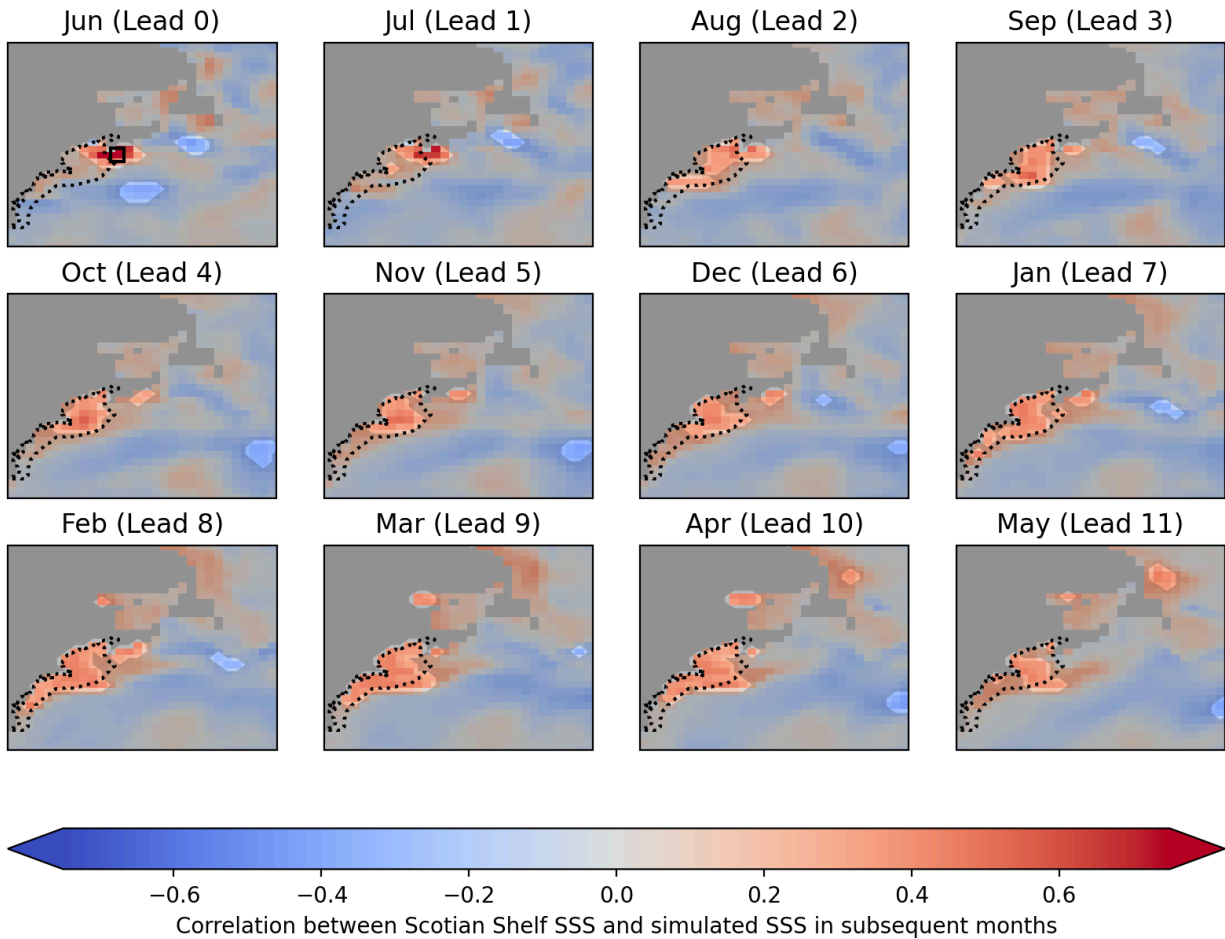 Jun (Lead 0) Jul (Lead 1) Aug (Lead 2) Sep (Lead 3)
Oct (Lead 4) Nov (Lead 5) Dec (Lead 6) Jan (Lead 7)
Feb (Lead 8) Mar (Lead 9) Apr (Lead 10) May (Lead 11)
−0.6 −0.4 −0.2 0.0 0.2 0.4 0.6
Correlation between Scotian Shelf SSS and simulated SSS in subsequent months